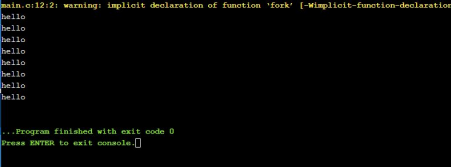 main.c:12:2: warning: implicit declaration of function ‘fork’ [-Wimplicit-function-declaration
hello
hello
hello
hello
hello
hello
hello
hello
...Program finished with exit code 0
Press ENTER to exit console.